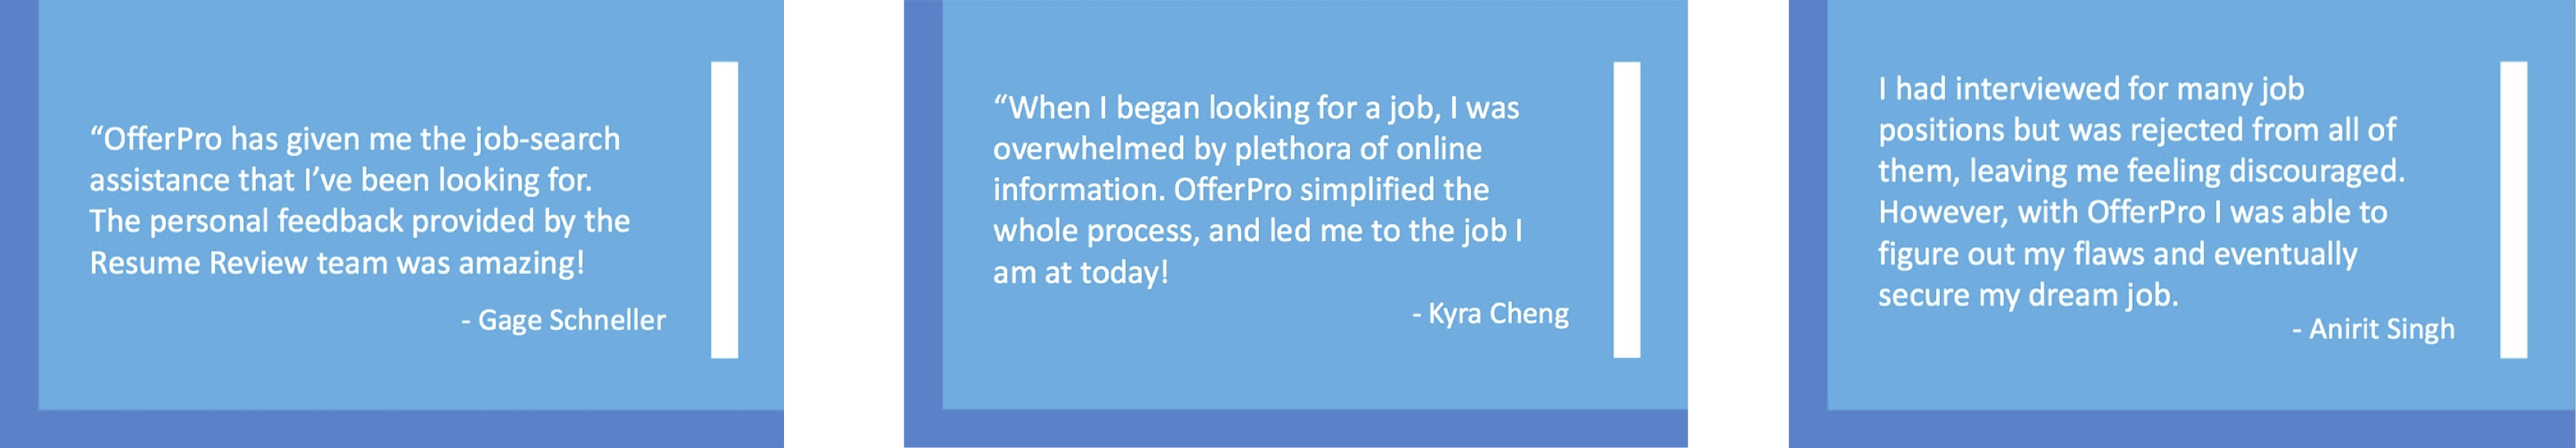 “OfferPro has given me the job-search
assistance that I’ve been looking for.
The personal feedback provided by the
Resume Review team was amazing!
- Gage Schneller
“When I began looking for a job, I was
overwhelmed by plethora of online
information. OfferPro simplified the
whole process, and led me to the job I
am at today!
- Kyra Cheng
I had interviewed for many job
positions but was rejected from all of
them, leaving me feeling discouraged.
However, with OfferPro I was able to
figure out my flaws and eventually
secure my dream job.
- Anirit Singh